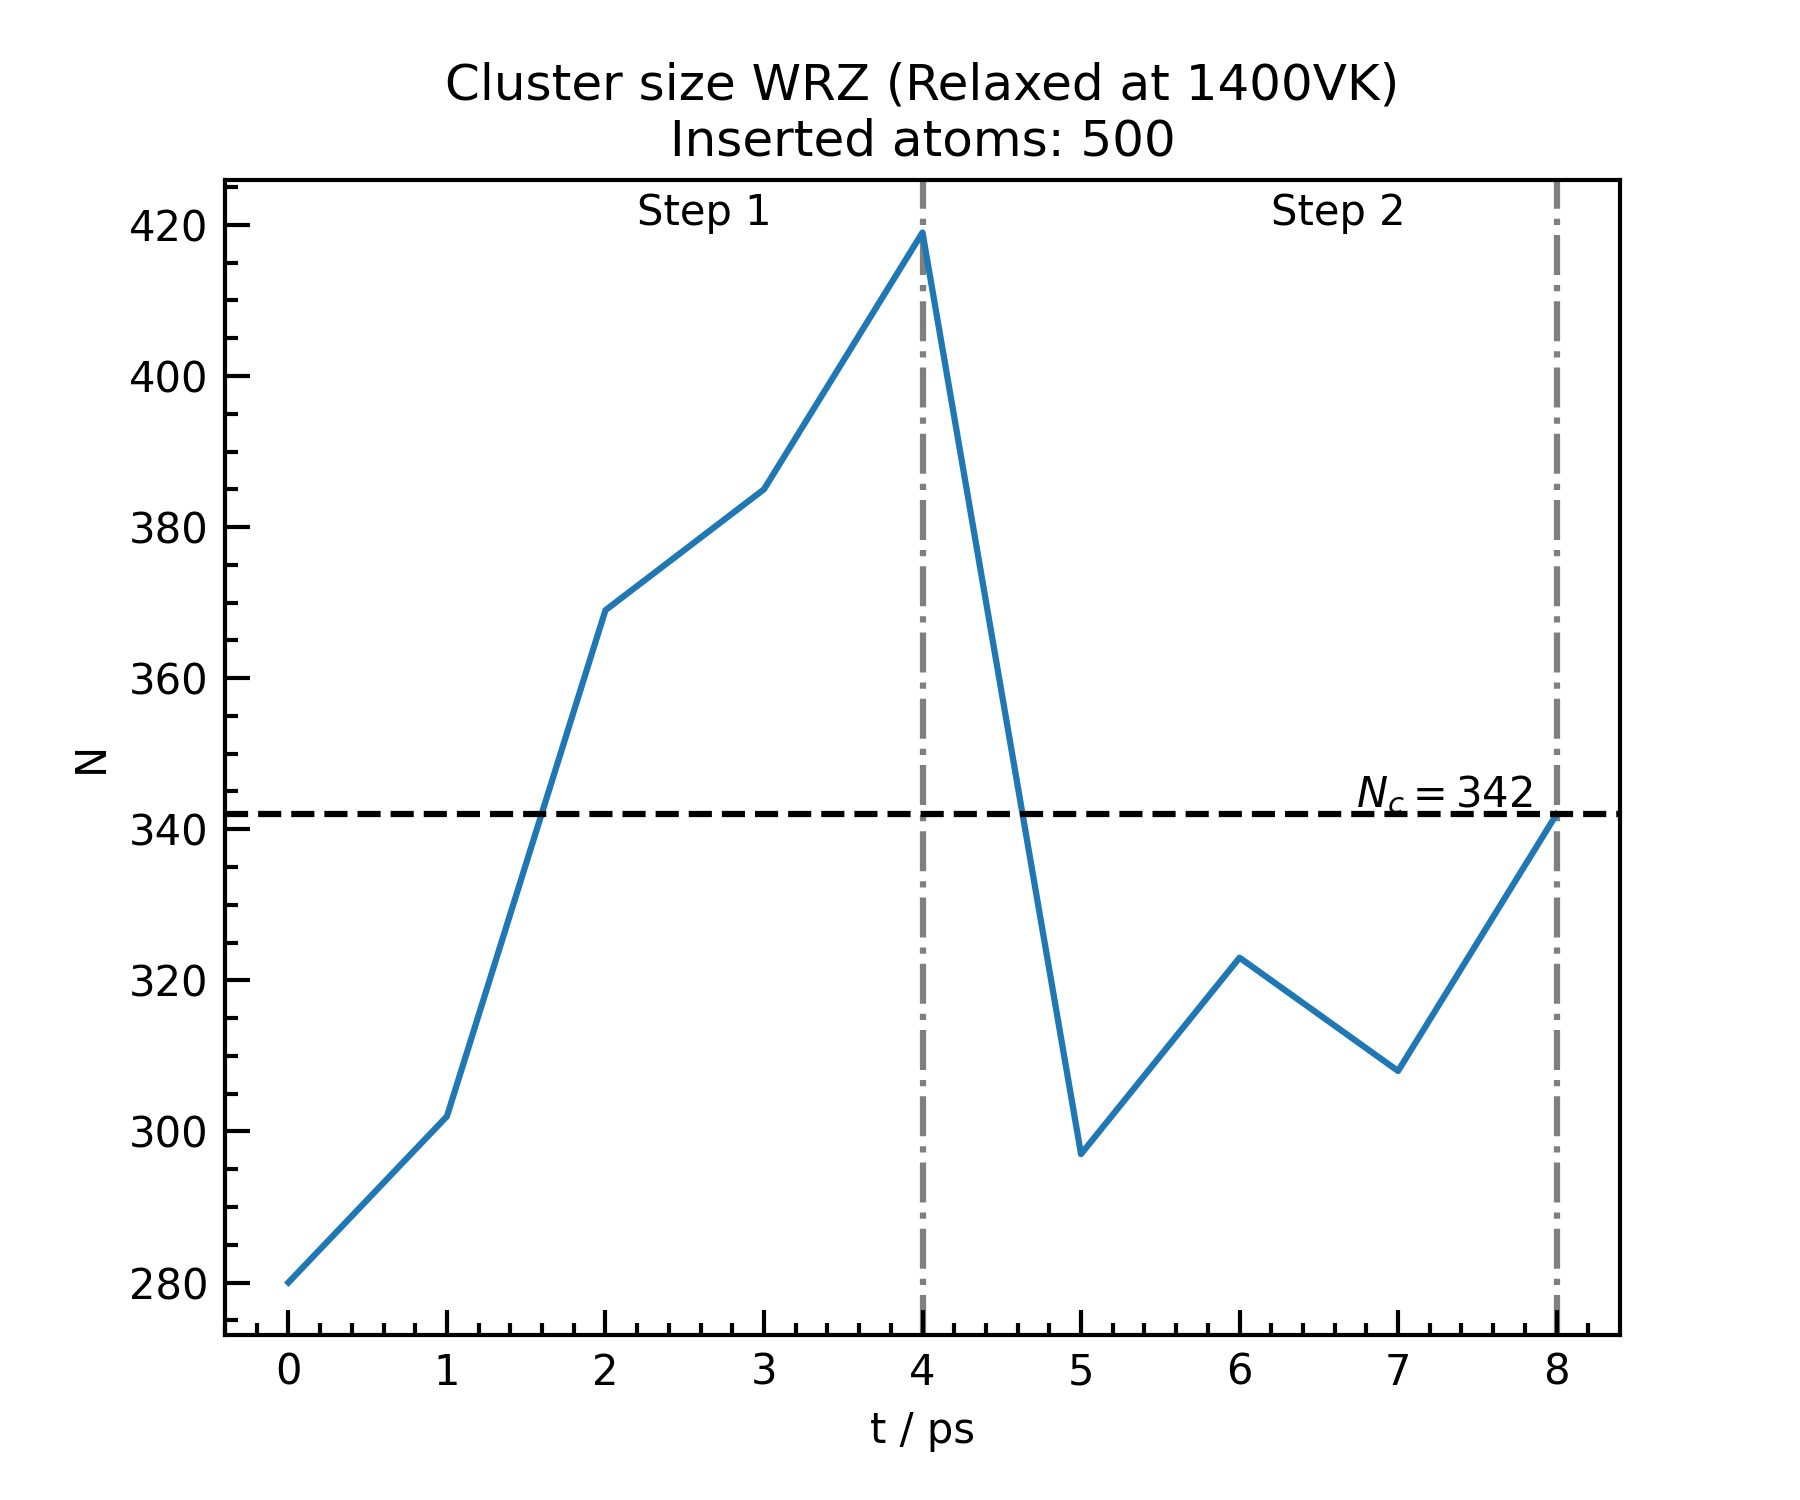 Cluster size WRZ (Relaxed at 1400VK)
Inserted atoms: 500
Step 1
Step 2
420
400
380
360
340
320
300
280
N
N_c = 342
0 1 2 3 4 5 6 7 8
t / ps